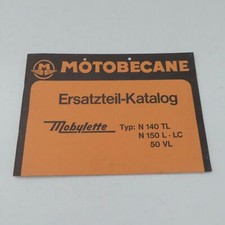 M MOTOBECANE
Ersatzteil-Katalog
Mobylette Typ: N 140 TL
N 150 L - LC
50 VL